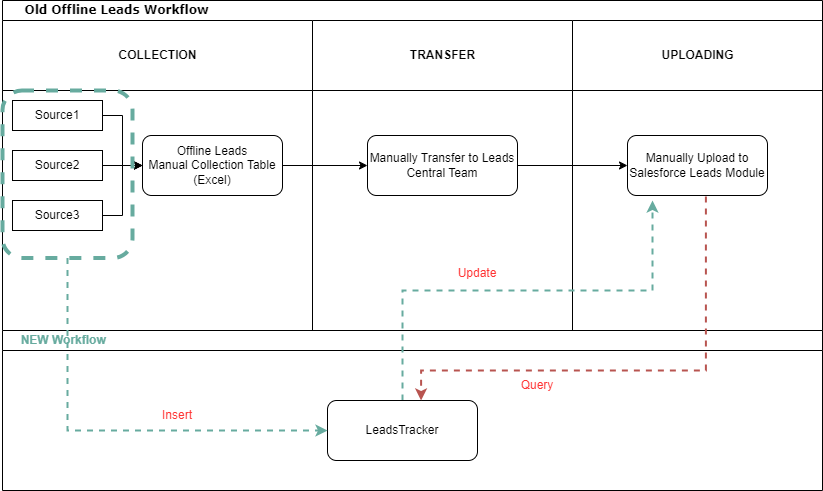 Old Offline Leads Workflow
COLLECTION
TRANSFER
UPLOADING
Source1
Source2
Source3
Offline Leads
Manual Collection Table
(Excel)
Manually Transfer to Leads
Central Team
Manually Upload to
Salesforce Leads Module
Update
NEW Workflow
Query
Insert
LeadsTracker